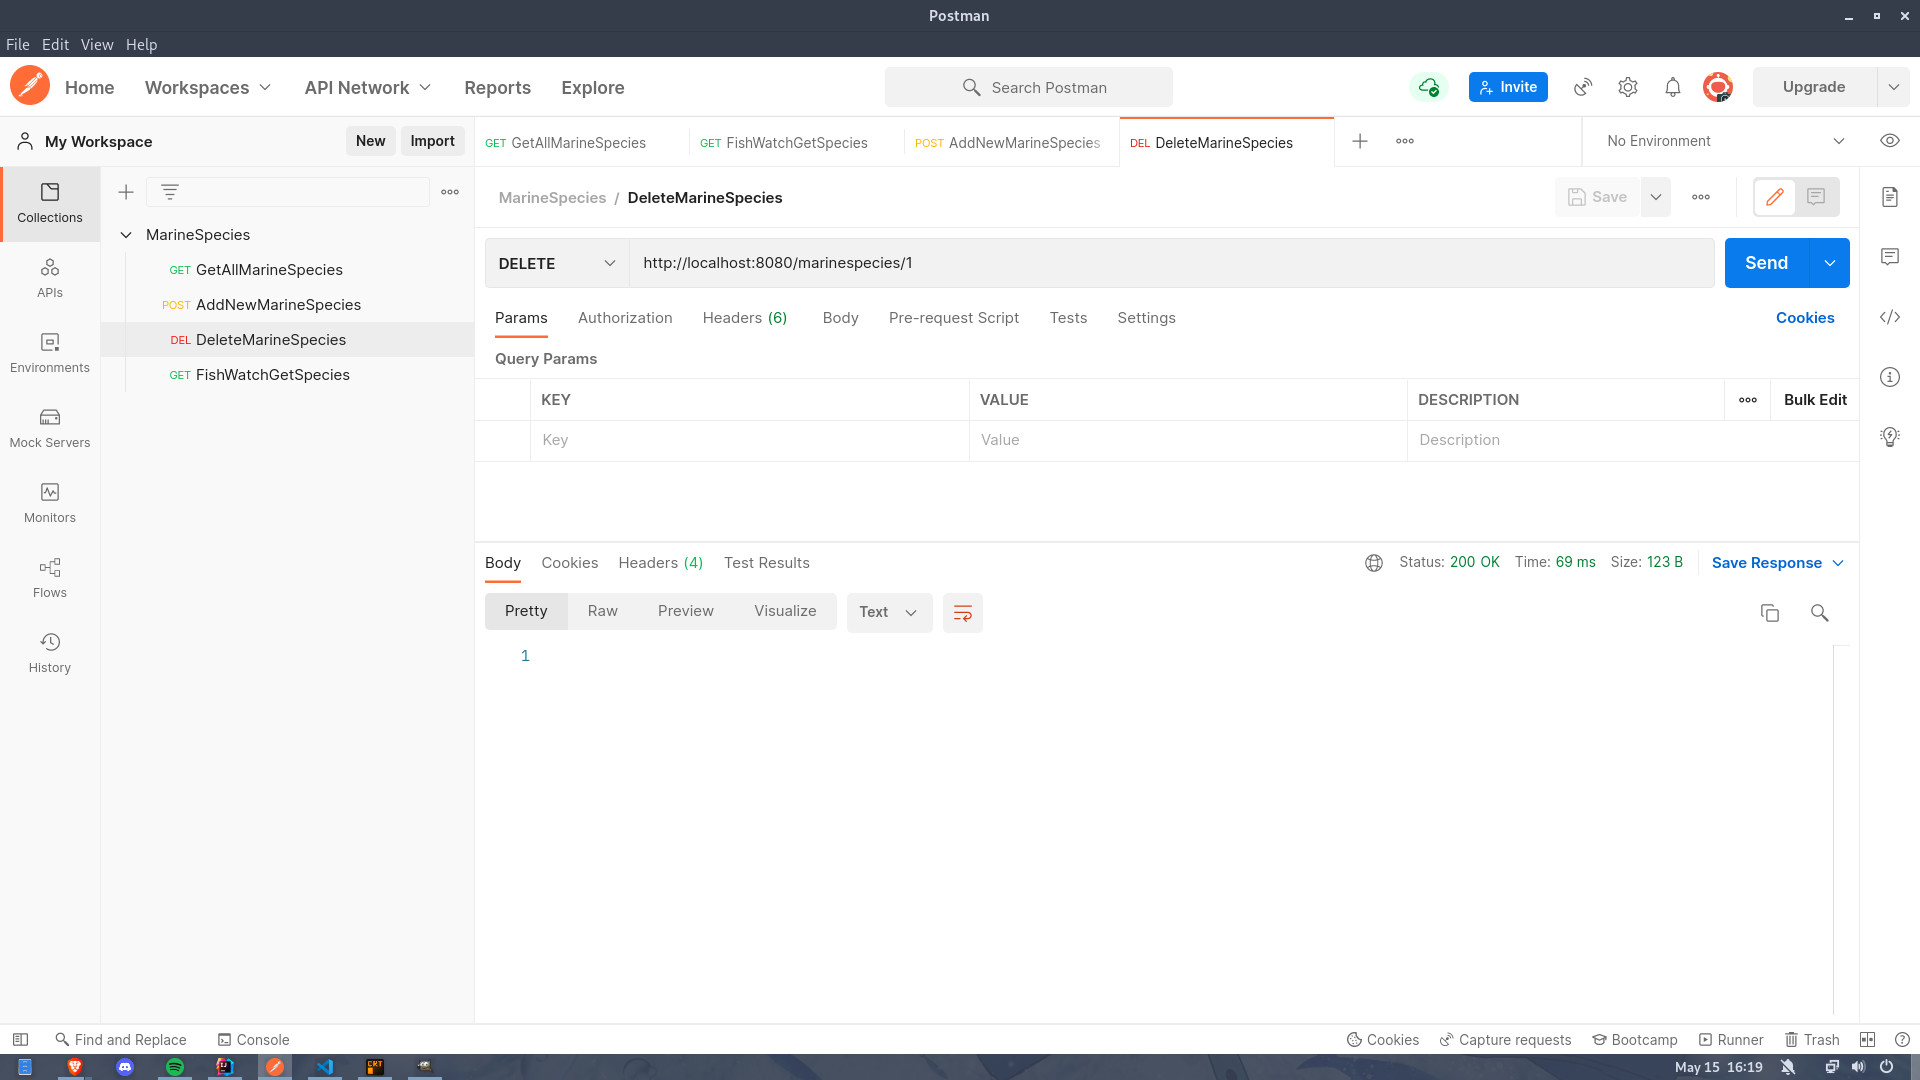 Postman
File Edit View Help
Home Workspaces API Network Reports Explore Search Postman Invite Upgrade
My Workspace New Import
GET GetAllMarineSpecies GET FishWatchGetSpecies POST AddNewMarineSpecies DEL DeleteMarineSpecies No Environment
Collections
APIs
Environments
Mock Servers
Monitors
Flows
History
MarineSpecies
GET GetAllMarineSpecies
POST AddNewMarineSpecies
DEL DeleteMarineSpecies
GET FishWatchGetSpecies
MarineSpecies / DeleteMarineSpecies Save
DELETE http://localhost:8080/marinespecies/1 Send
Params Authorization Headers (6) Body Pre-request Script Tests Settings Cookies
Query Params
KEY VALUE DESCRIPTION Bulk Edit
Key Value Description
Body Cookies Headers (4) Test Results Status: 200 OK Time: 69 ms Size: 123 B Save Response
Pretty Raw Preview Visualize Text
1
Find and Replace Console Cookies Capture requests Bootcamp Runner Trash
May 15 16:19